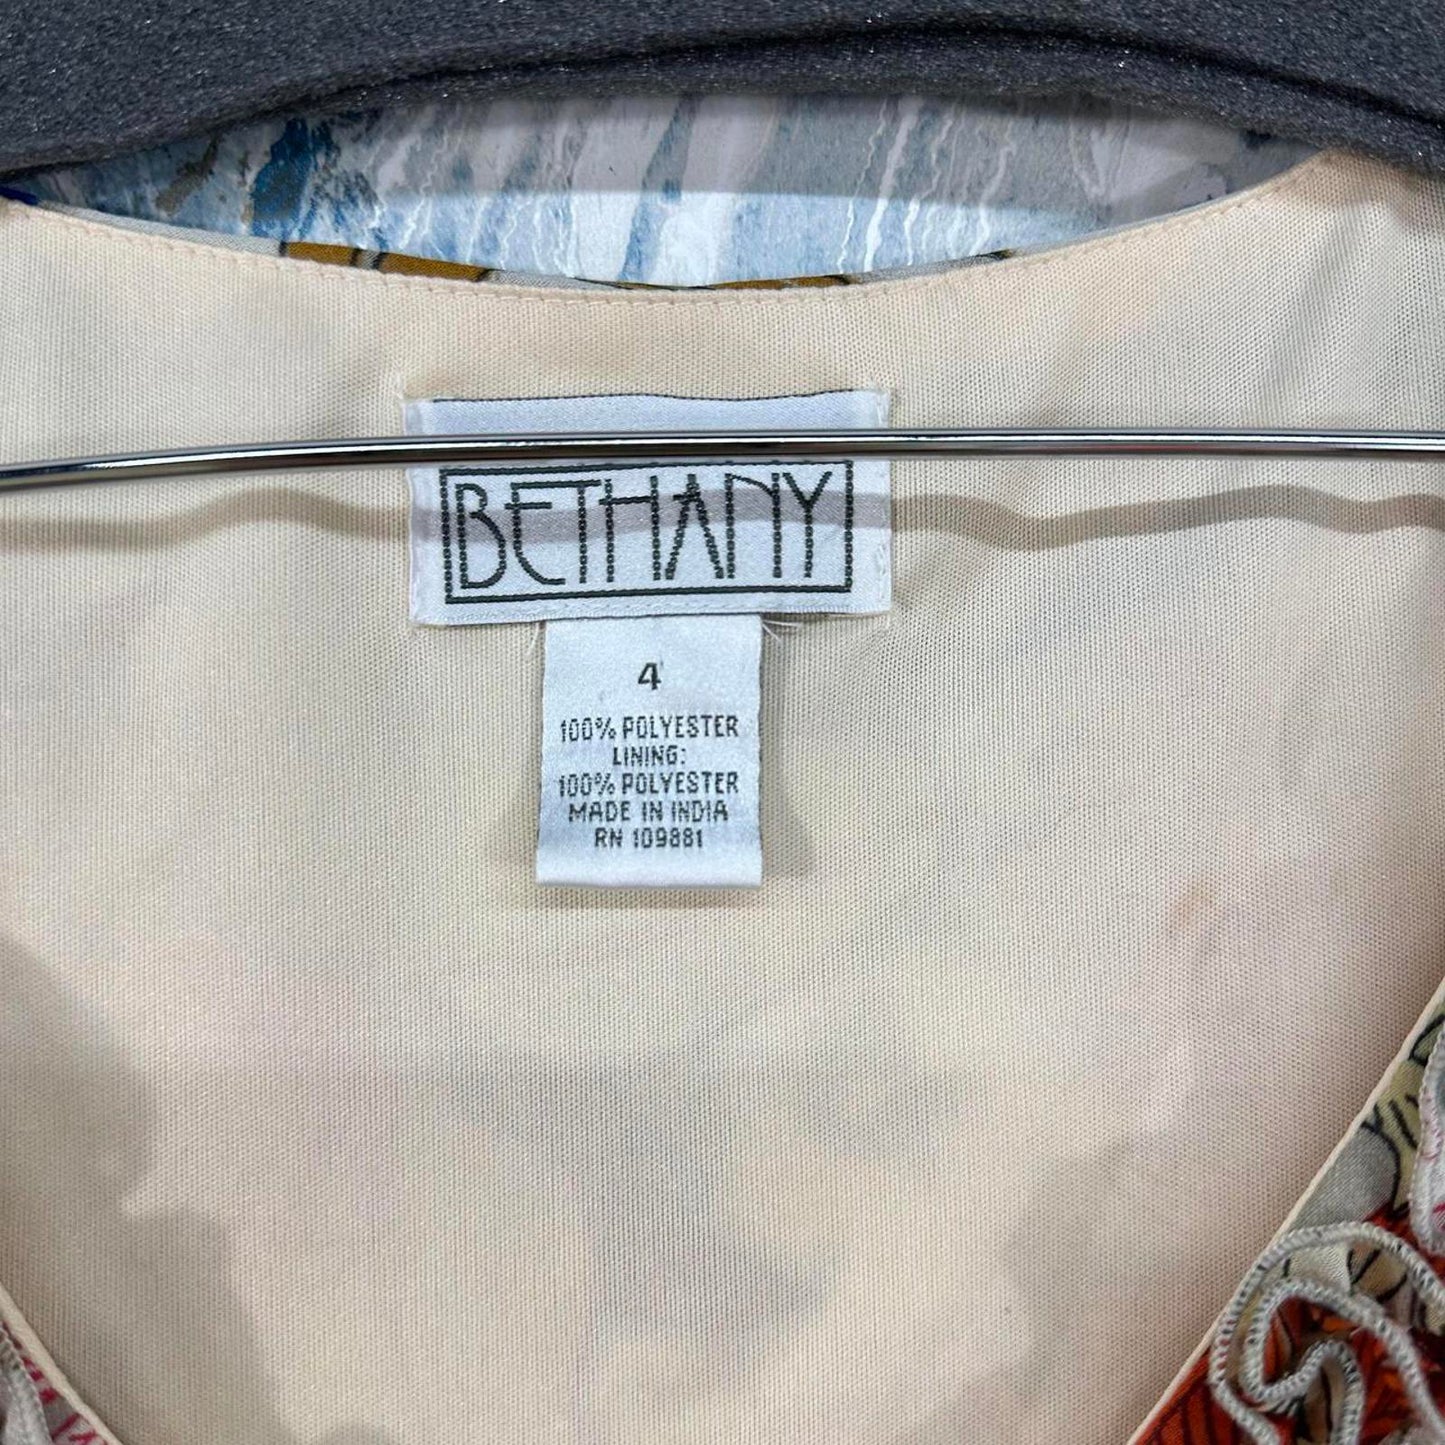 BETHANY
4
100% POLYESTER
LINING:
100% POLYESTER
MADE IN INDIA
RN 109881